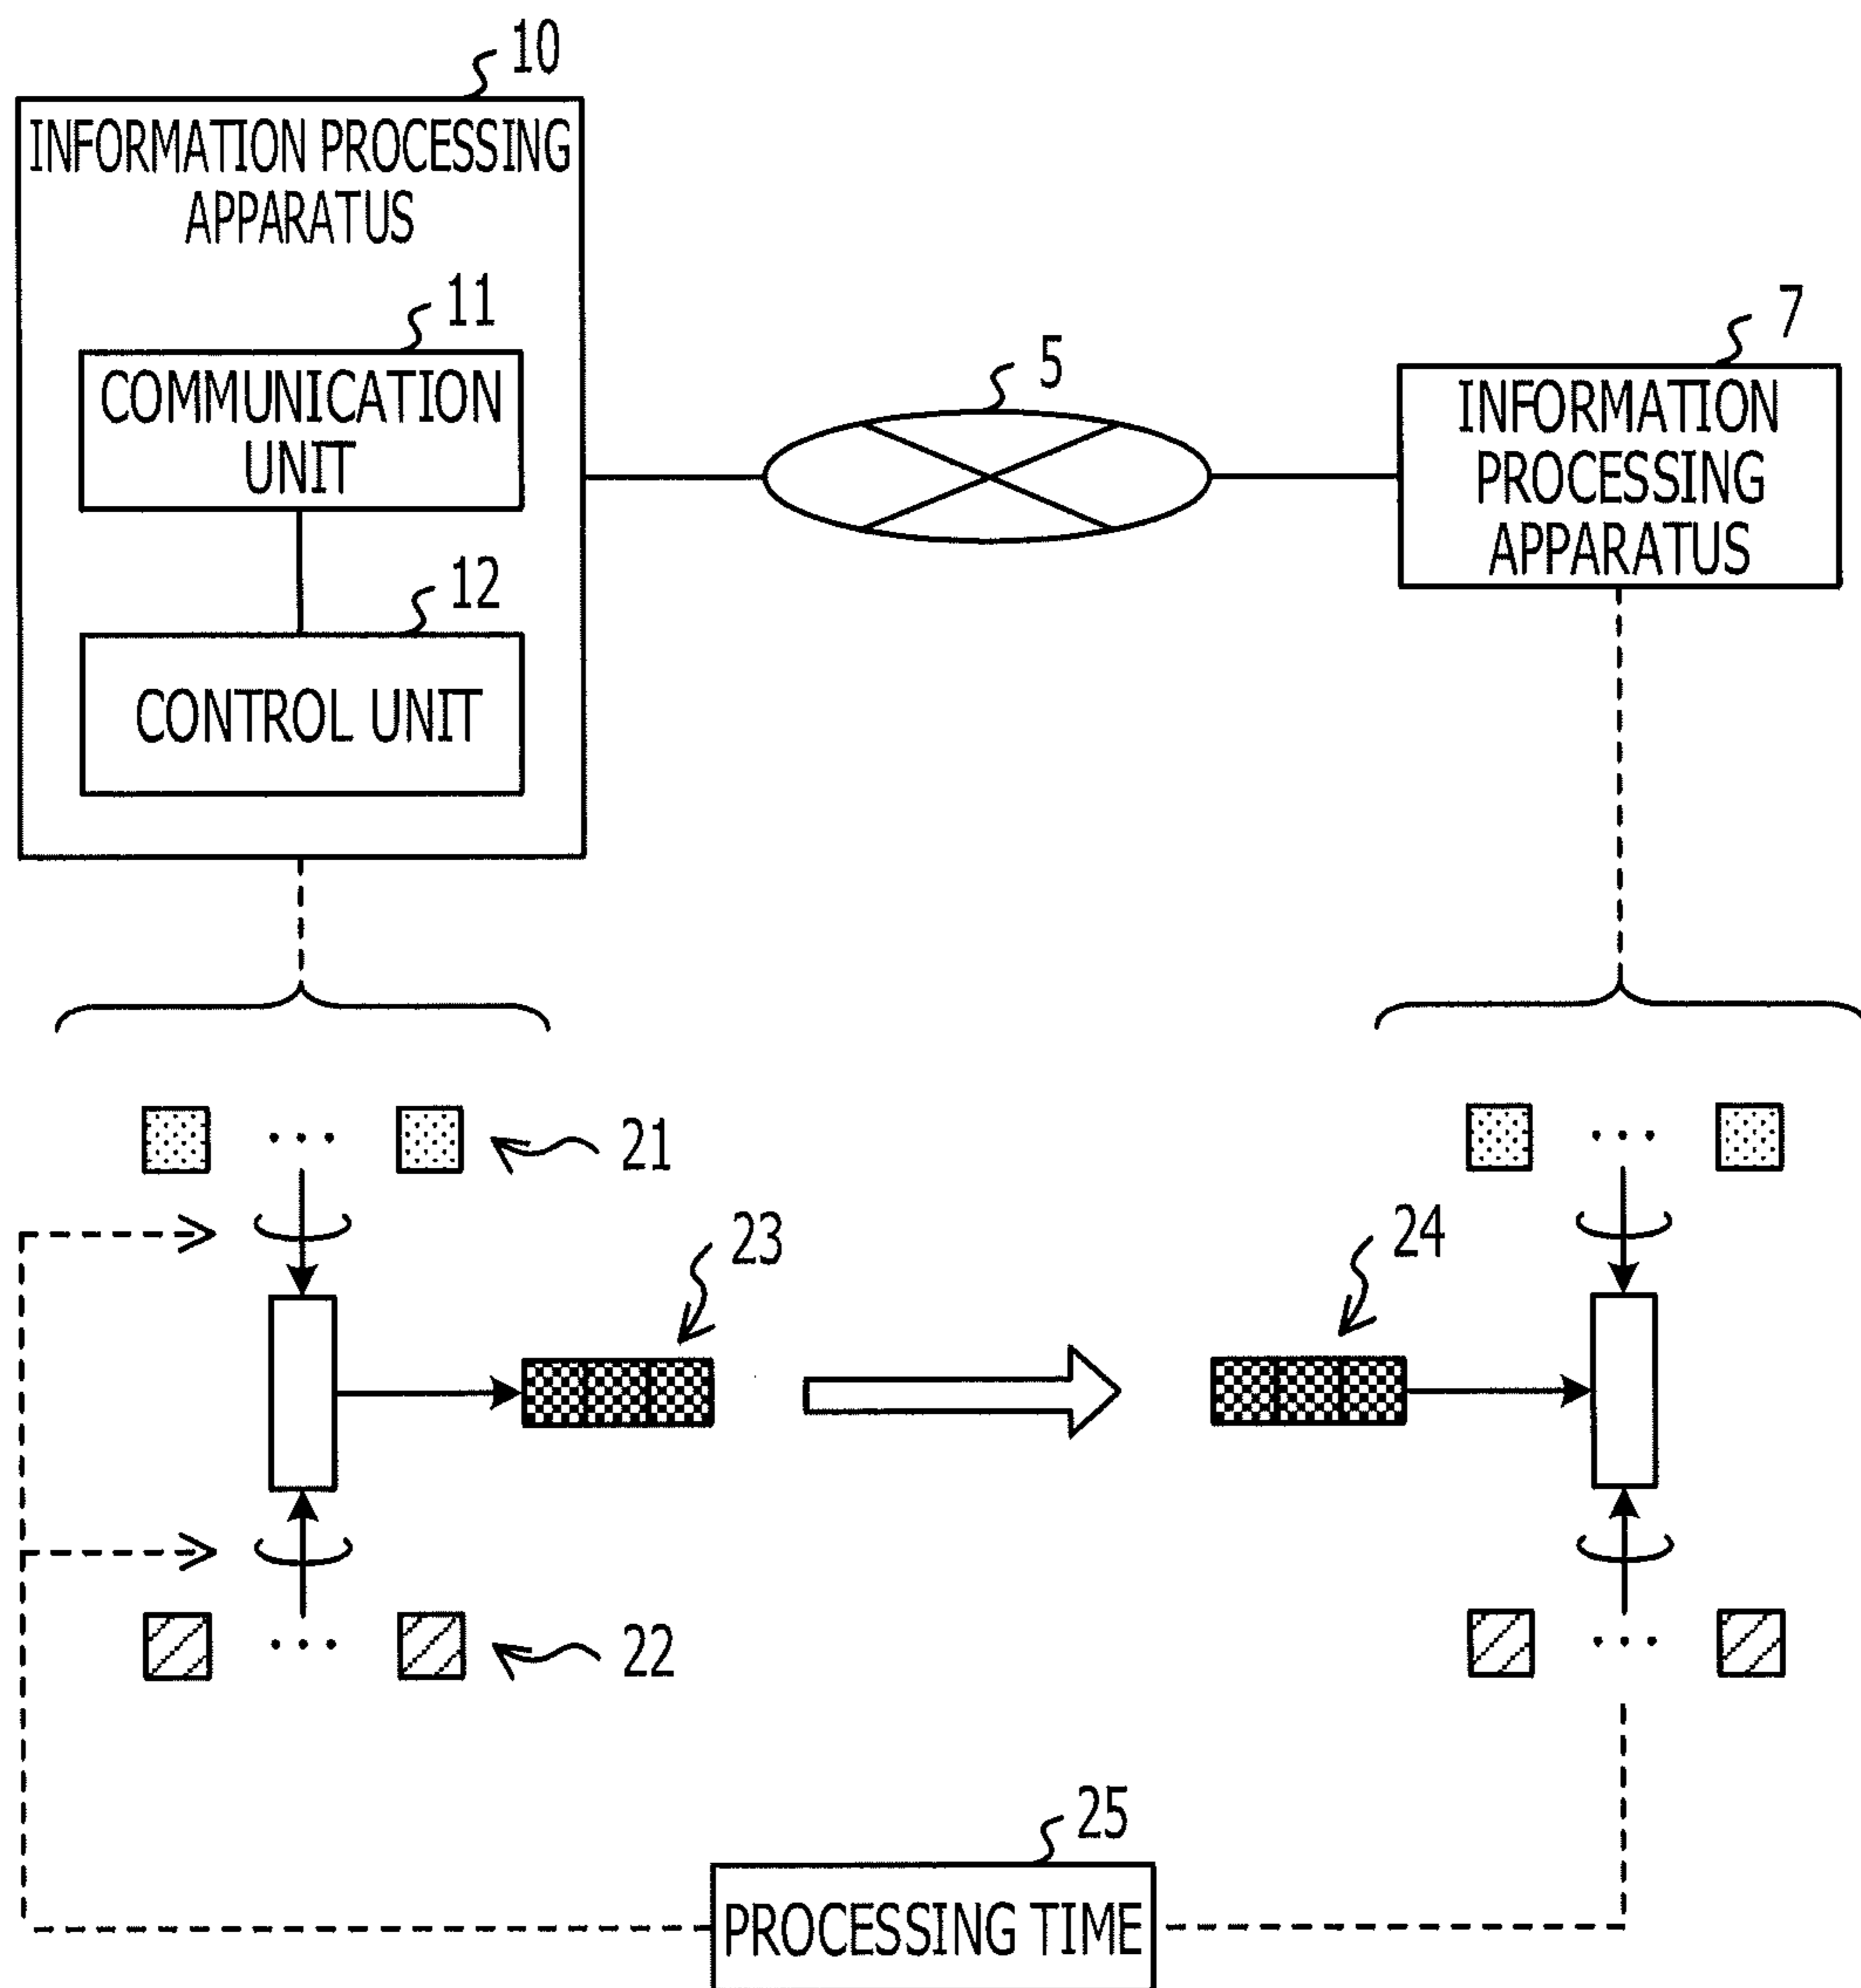 10
INFORMATION PROCESSING
APPARATUS
11
COMMUNICATION
UNIT
12
CONTROL UNIT
5
7
INFORMATION
PROCESSING
APPARATUS
21
23
24
22
25
PROCESSING TIME